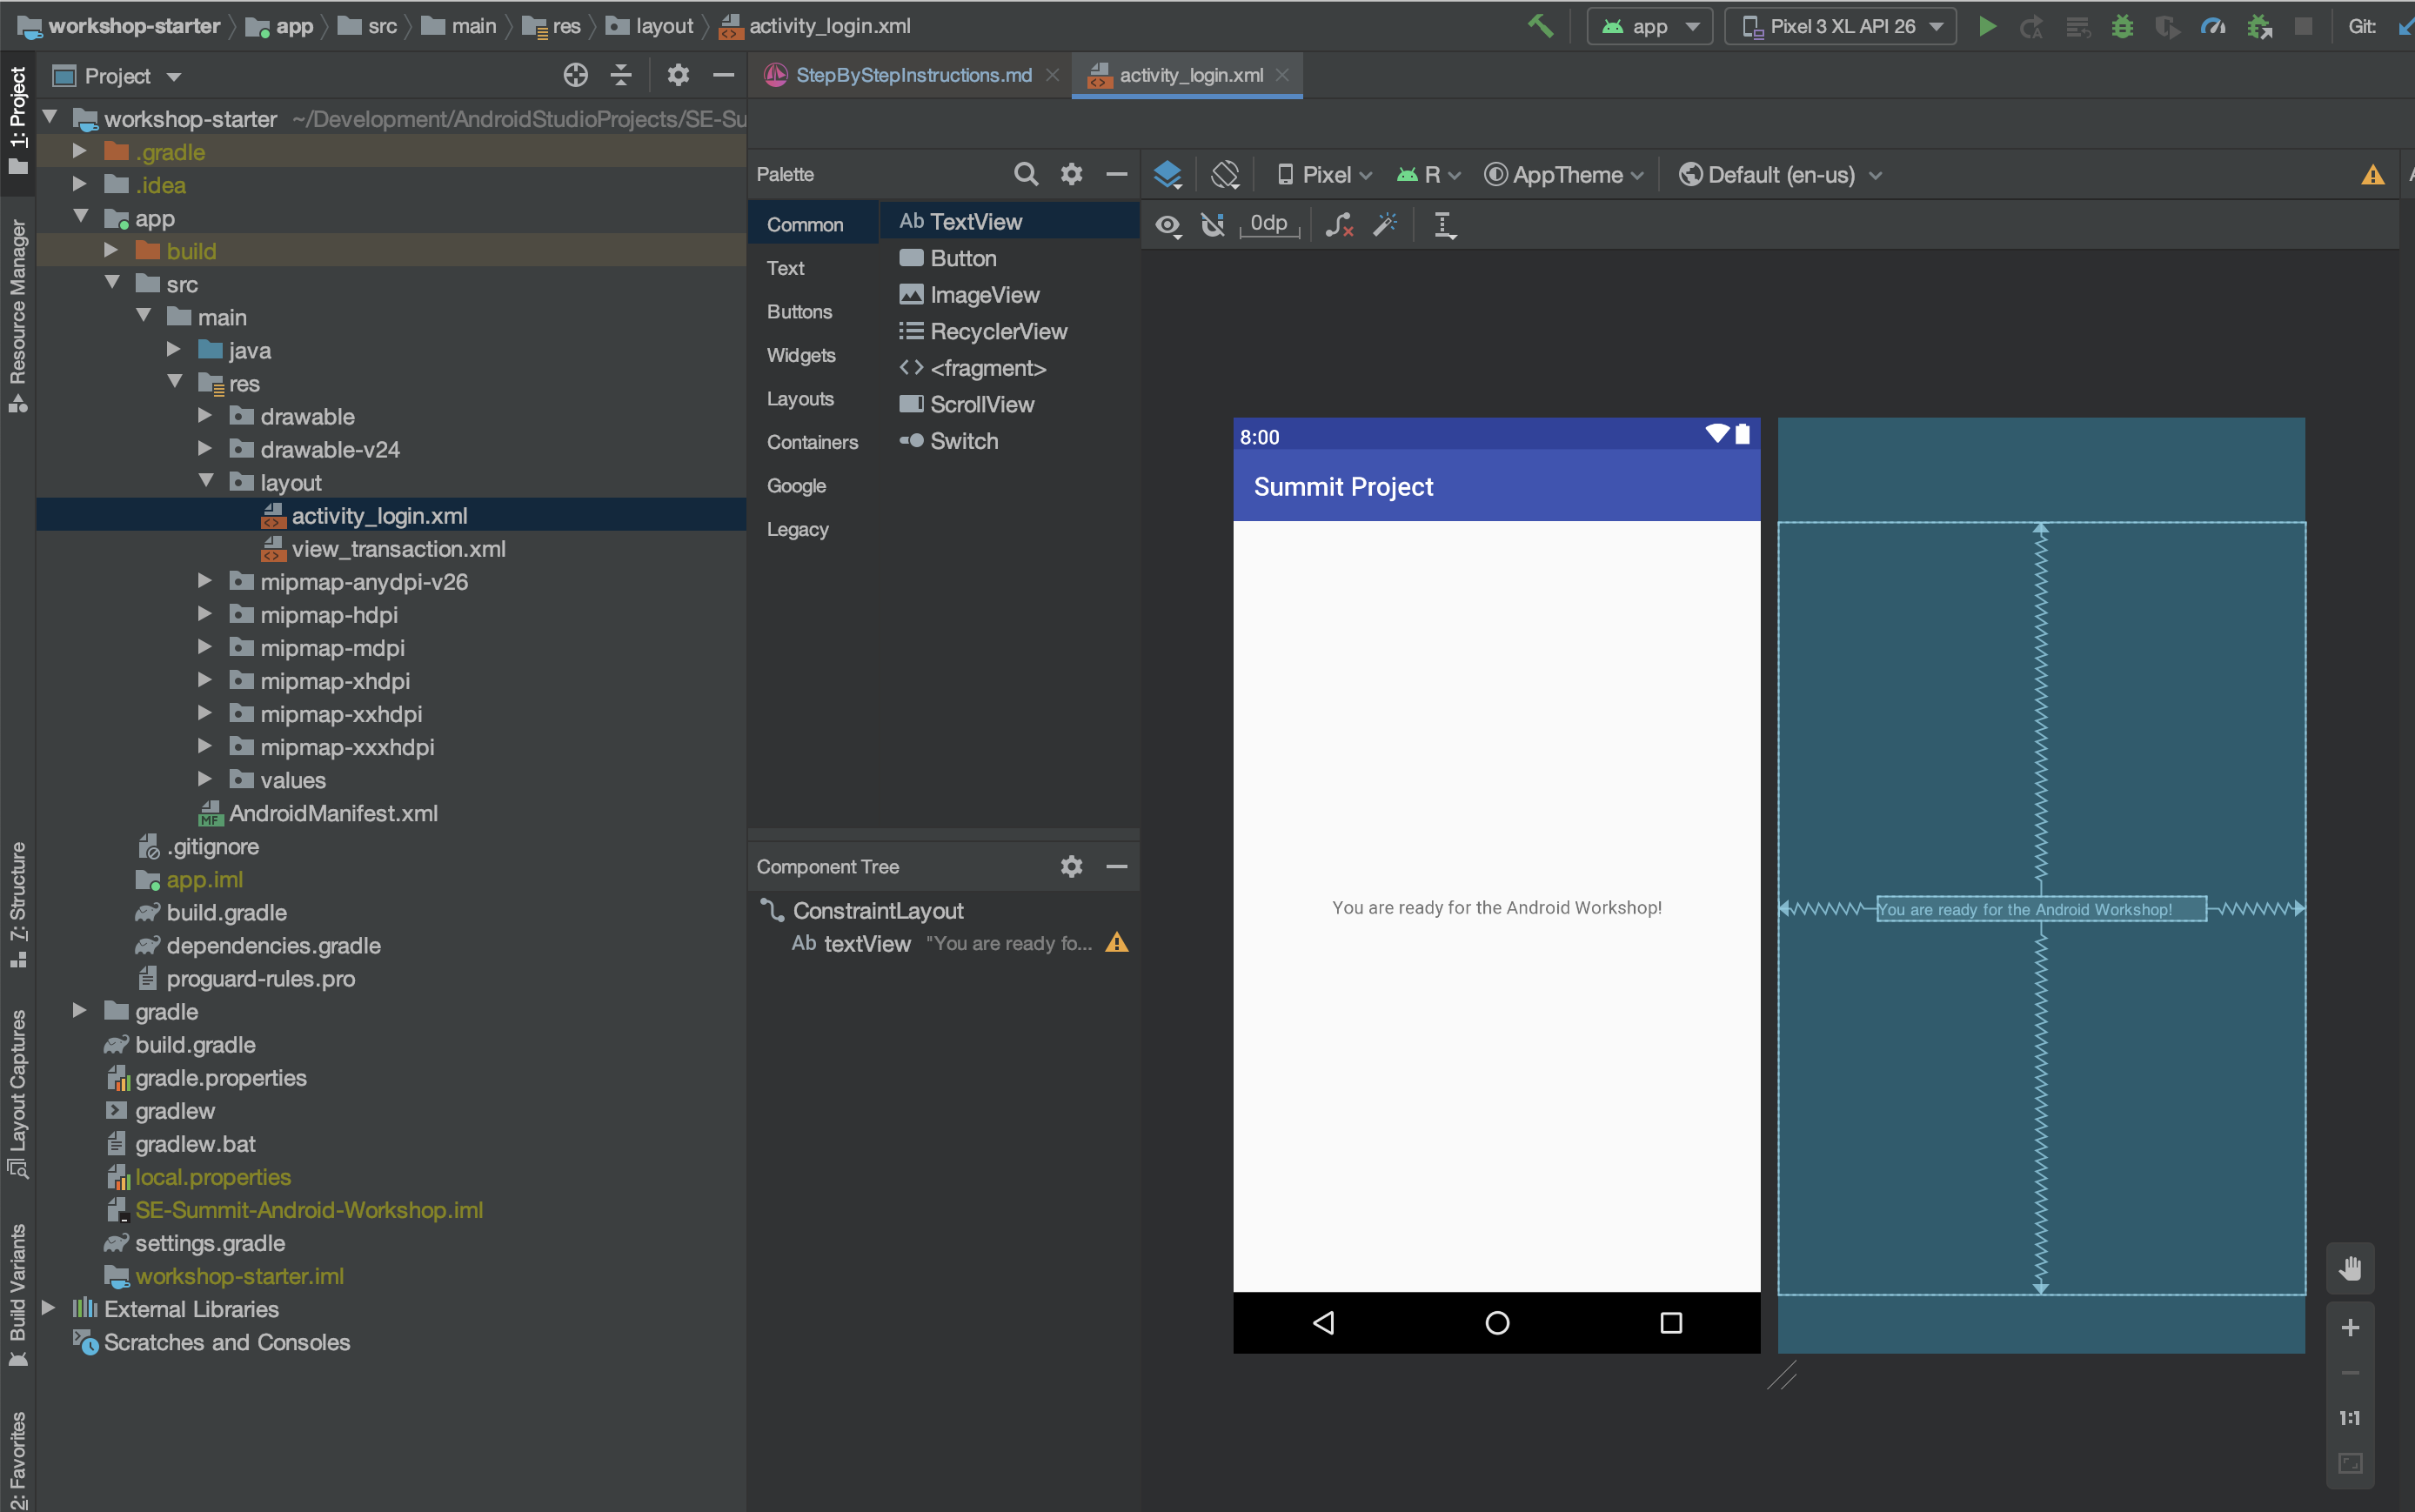 workshop-starter app src main res layout activity_login.xml app Pixel 3 XL API 26 Git:
1: Project
Resource Manager
7: Structure
Layout Captures
Build Variants
2: Favorites
Project
workshop-starter ~/Development/AndroidStudioProjects/SE-Su
.gradle
.idea
app
build
src
main
java
res
drawable
drawable-v24
layout
activity_login.xml
view_transaction.xml
mipmap-anydpi-v26
mipmap-hdpi
mipmap-mdpi
mipmap-xhdpi
mipmap-xxhdpi
mipmap-xxxhdpi
values
AndroidManifest.xml
.gitignore
app.iml
build.gradle
dependencies.gradle
proguard-rules.pro
gradle
build.gradle
gradle.properties
gradlew
gradlew.bat
local.properties
SE-Summit-Android-Workshop.iml
settings.gradle
workshop-starter.iml
External Libraries
Scratches and Consoles
StepByStepInstructions.md activity_login.xml
Palette
Common
Text
Buttons
Widgets
Layouts
Containers
Google
Legacy
Ab TextView
Button
ImageView
RecyclerView
<fragment>
ScrollView
Switch
Component Tree
ConstraintLayout
Ab textView "You are ready fo...
Pixel R AppTheme Default (en-us)
0dp
8:00
Summit Project
You are ready for the Android Workshop!
You are ready for the Android Workshop!
1:1